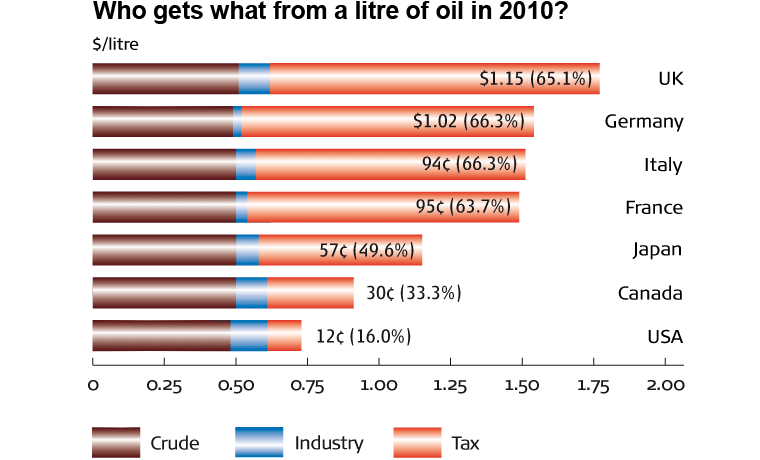 Who gets what from a litre of oil in 2010?
$/litre
$1.15 (65.1%) UK
$1.02 (66.3%) Germany
94¢ (66.3%) Italy
95¢ (63.7%) France
57¢ (49.6%) Japan
30¢ (33.3%) Canada
12¢ (16.0%) USA
0 0.25 0.50 0.75 1.00 1.25 1.50 1.75 2.00
Crude Industry Tax